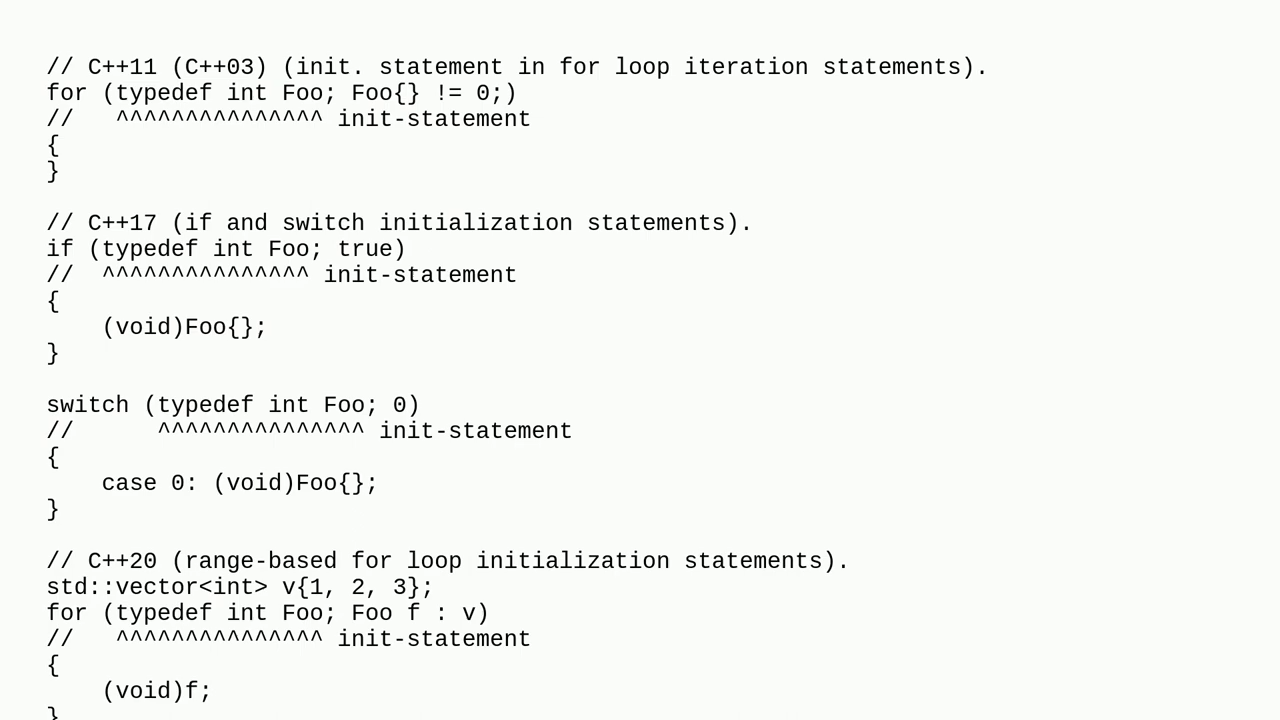 // C++11 (C++03) (init. statement in for loop iteration statements).
for (typedef int Foo; Foo{} != 0;)
//   ^^^^^^^^^^^^^^^ init-statement
{
}

// C++17 (if and switch initialization statements).
if (typedef int Foo; true)
//  ^^^^^^^^^^^^^^^ init-statement
{
    (void)Foo{};
}

switch (typedef int Foo; 0)
//      ^^^^^^^^^^^^^^^ init-statement
{
    case 0: (void)Foo{};
}

// C++20 (range-based for loop initialization statements).
std::vector<int> v{1, 2, 3};
for (typedef int Foo; Foo f : v)
//   ^^^^^^^^^^^^^^^ init-statement
{
    (void)f;
}